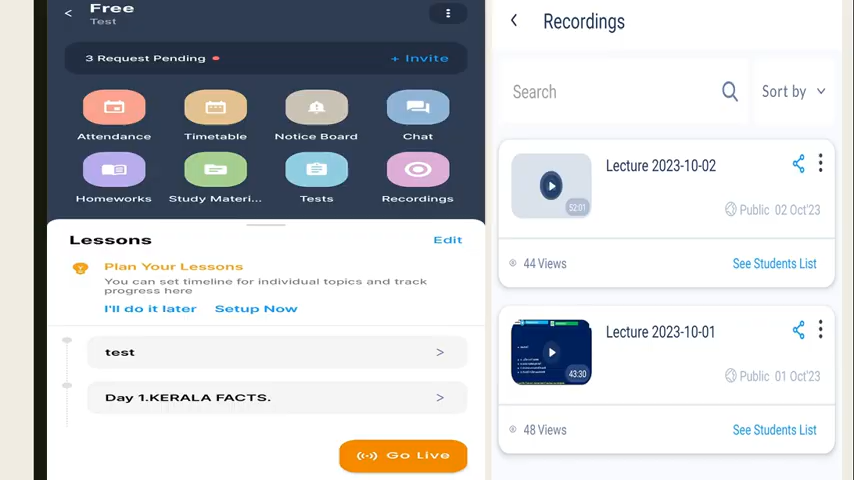 Free
Test
3 Request Pending
+ Invite
Attendance
Timetable
Notice Board
Chat
Homeworks
Study Materi...
Tests
Recordings
Lessons
Edit
Plan Your Lessons
You can set timeline for individual topics and track
progress here
I'll do it later
Setup Now
test
Day 1.KERALA FACTS.
Go Live
Recordings
Search
Sort by
Lecture 2023-10-02
52:01
Public 02 Oct'23
44 Views
See Students List
Lecture 2023-10-01
43:30
Public 01 Oct'23
48 Views
See Students List